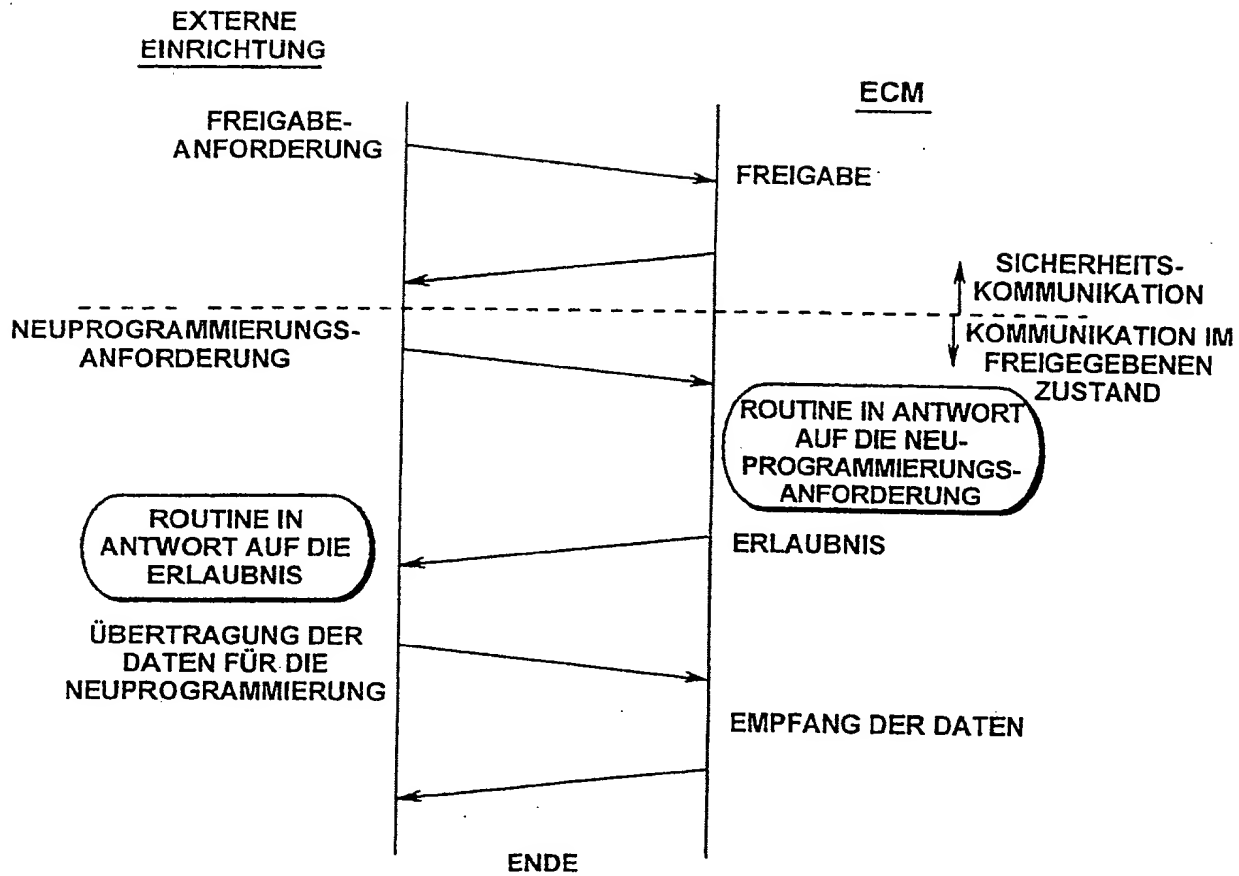 EXTERNE
EINRICHTUNG
ECM
FREIGABE-
ANFORDERUNG
FREIGABE
SICHERHEITS-
KOMMUNIKATION
NEUPROGRAMMIERUNGS-
ANFORDERUNG
KOMMUNIKATION IM
FREIGEGEBENEN
ZUSTAND
ROUTINE IN ANTWORT
AUF DIE NEU-
PROGRAMMIERUNGS-
ANFORDERUNG
ROUTINE IN
ANTWORT AUF DIE
ERLAUBNIS
ERLAUBNIS
ÜBERTRAGUNG DER
DATEN FÜR DIE
NEUPROGRAMMIERUNG
EMPFANG DER DATEN
ENDE